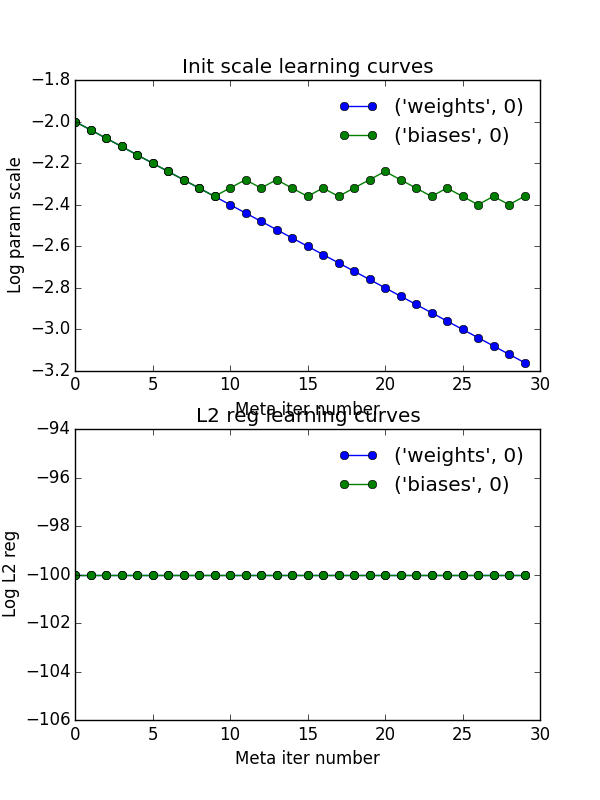 Init scale learning curves
−1.8
−2.0
−2.2
−2.4
−2.6
−2.8
−3.0
−3.2
Log param scale
('weights', 0)
('biases', 0)
0 5 10 15 20 25 30
Meta iter number
L2 reg learning curves
−94
−96
−98
−100
−102
−104
−106
Log L2 reg
('weights', 0)
('biases', 0)
0 5 10 15 20 25 30
Meta iter number